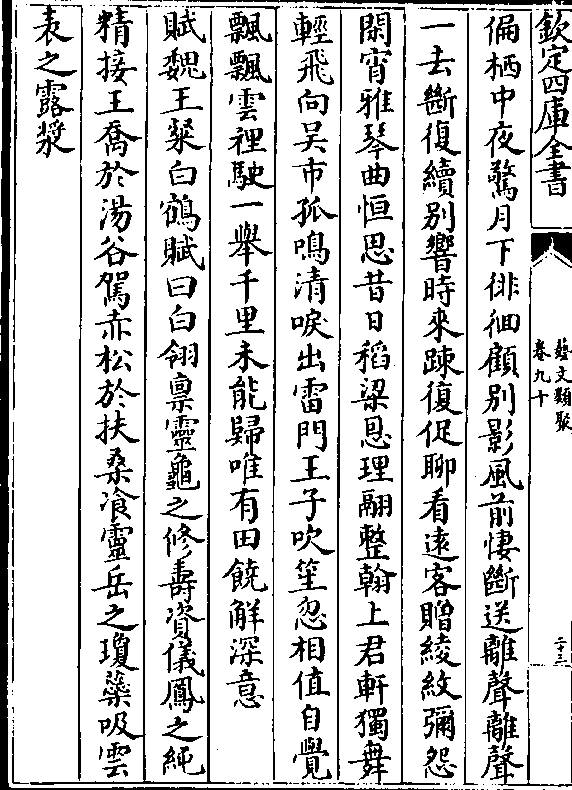 欽定四庫全書
藝文類聚
卷九十
二十三
偏栖中夜驚月下徘徊顧别影風前悽斷送離聲離聲
一去斷復續别響時來踈復促聊看逺客贈綾紋彌怨
閑宵雅琴曲恒思昔日稻粱恩理翮整翰上君軒獨舞
輕飛向吴市孤鳴清唳出雷門王子吹笙忽相值自覺
飄飄雲裡駛一舉千里未能歸唯有田饒解深意
賦魏王粲白鶴賦曰白翎禀靈龜之修壽資儀鳳之純
精接王喬於湯谷駕赤松於扶桑飡靈岳之瓊蘂吸雲
表之露漿